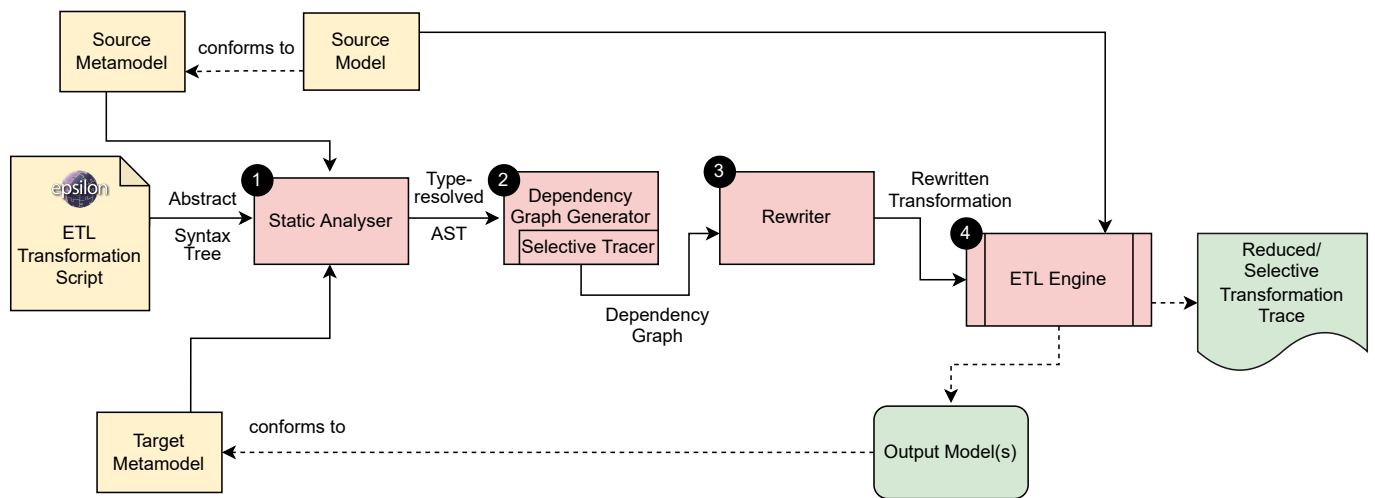 Source
Metamodel
conforms to
Source
Model
epsilon
ETL
Transformation
Script
Abstract
Syntax
Tree
1
Static Analyser
Type-
resolved
AST
2
Dependency
Graph Generator
Selective Tracer
Dependency
Graph
3
Rewriter
Rewritten
Transformation
4
ETL Engine
Reduced/
Selective
Transformation
Trace
Target
Metamodel
conforms to
Output Model(s)